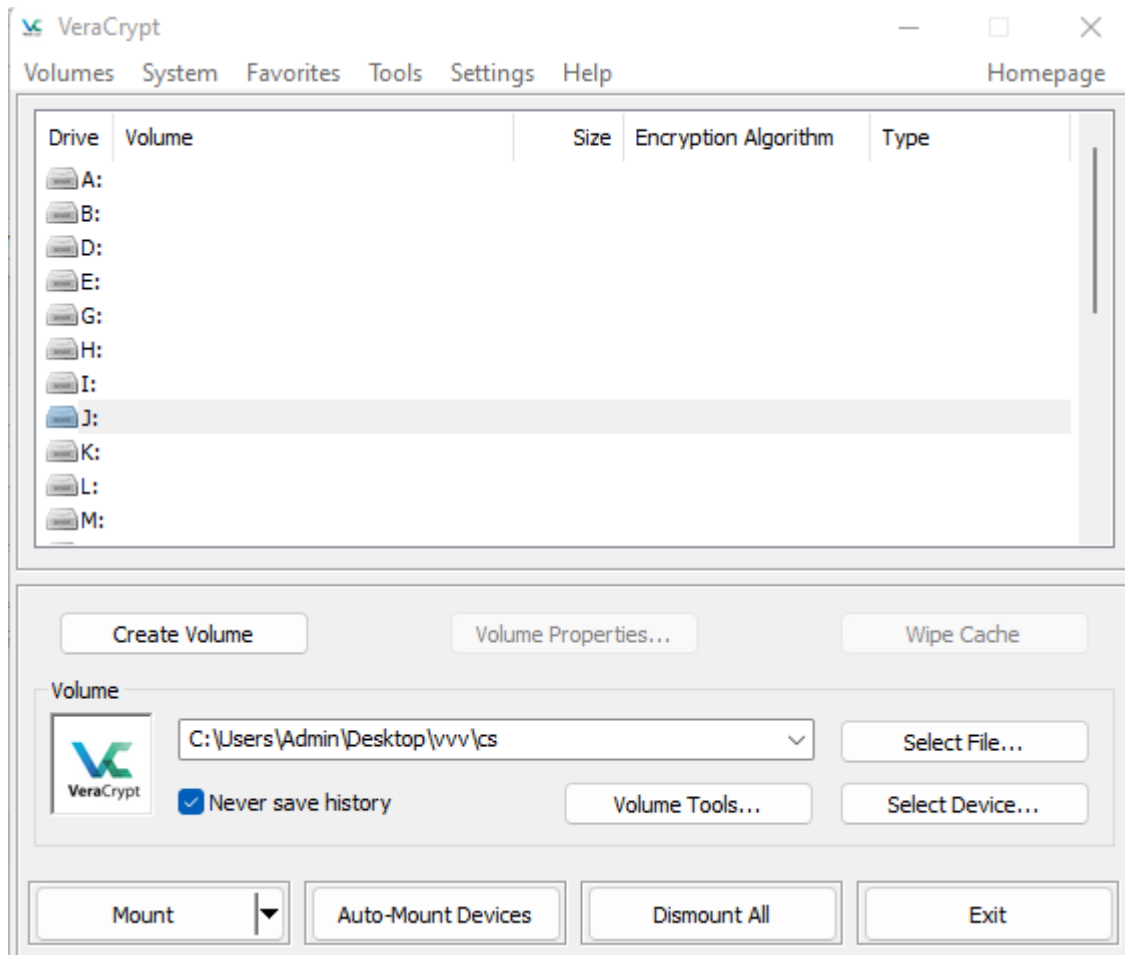 VeraCrypt
Volumes System Favorites Tools Settings Help Homepage
Drive Volume Size Encryption Algorithm Type
A:
B:
D:
E:
G:
H:
I:
J:
K:
L:
M:
Create Volume Volume Properties... Wipe Cache
Volume
VeraCrypt
C:\Users\Admin\Desktop\vvv\cs Select File...
Never save history Volume Tools... Select Device...
Mount Auto-Mount Devices Dismount All Exit